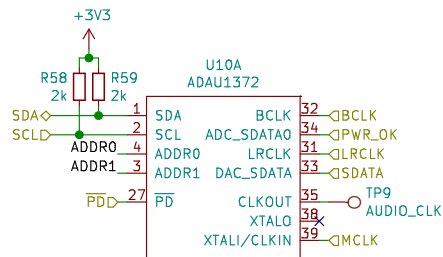 +3V3
R58 R59
2k 2k
U10A
ADAU1372
SDA 1 SDA BCLK 32 BCLK
SCL 2 SCL ADC_SDATA0 34 PWR_OK
ADDR0 4 ADDR0 LRCLK 31 LRCLK
ADDR1 3 ADDR1 DAC_SDATA 33 SDATA
PD 27 PD CLKOUT 35 TP9
AUDIO_CLK
XTALO 38
XTALI/CLKIN 39 MCLK